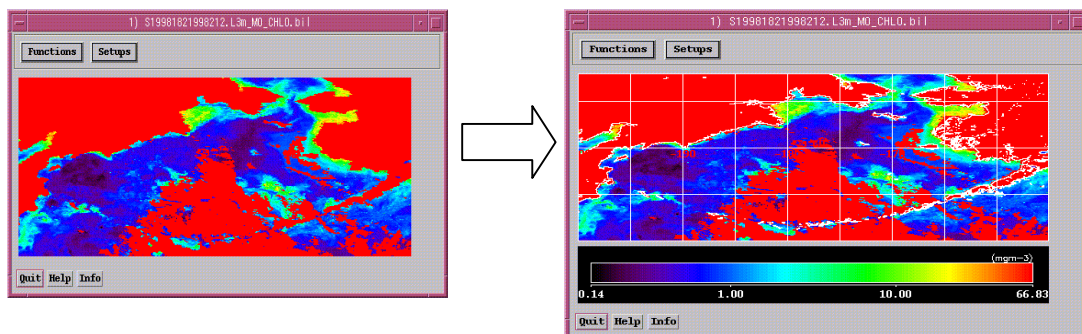 1) S19981821998212.L3m_MO_CHLO.bil
Functions Setups
Quit Help Info
1) S19981821998212.L3m_MO_CHLO.bil
Functions Setups
(mgm-3)
0.14 1.00 10.00 66.83
Quit Help Info